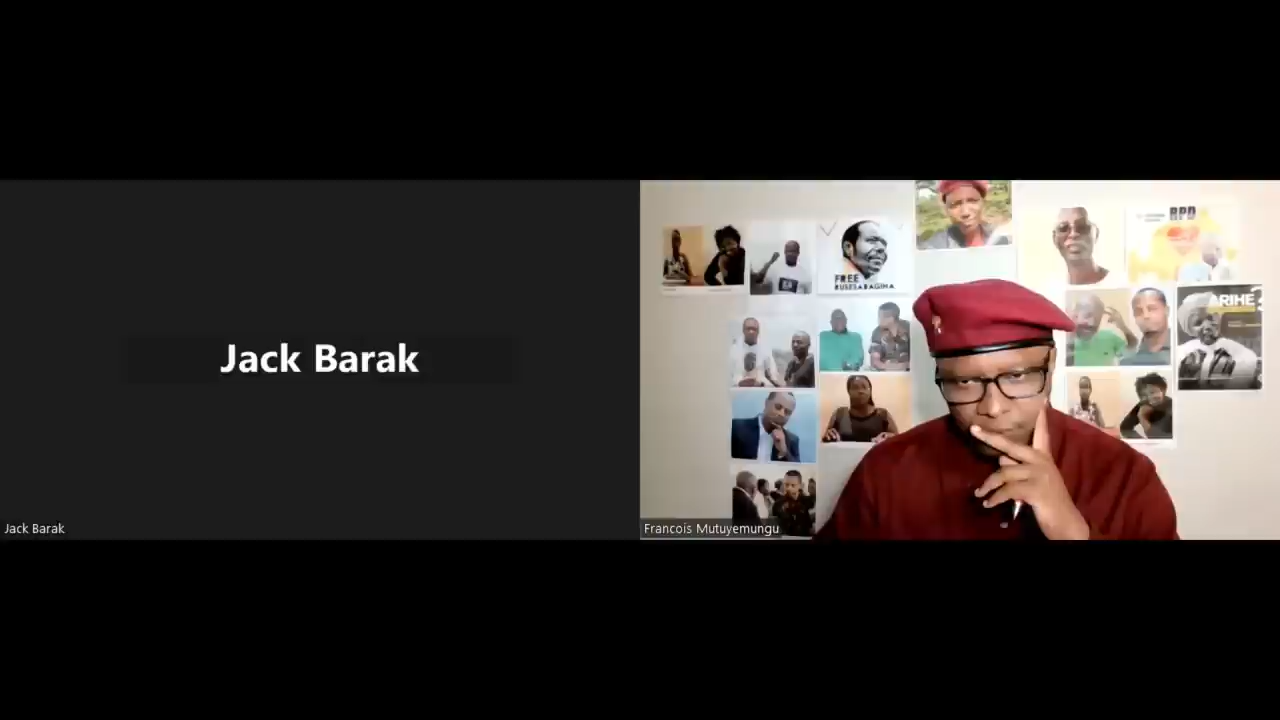 Jack Barak
Jack Barak
FREE
RUSESABAGINA
RPD
ARIHE?
Francois Mutuyemungu